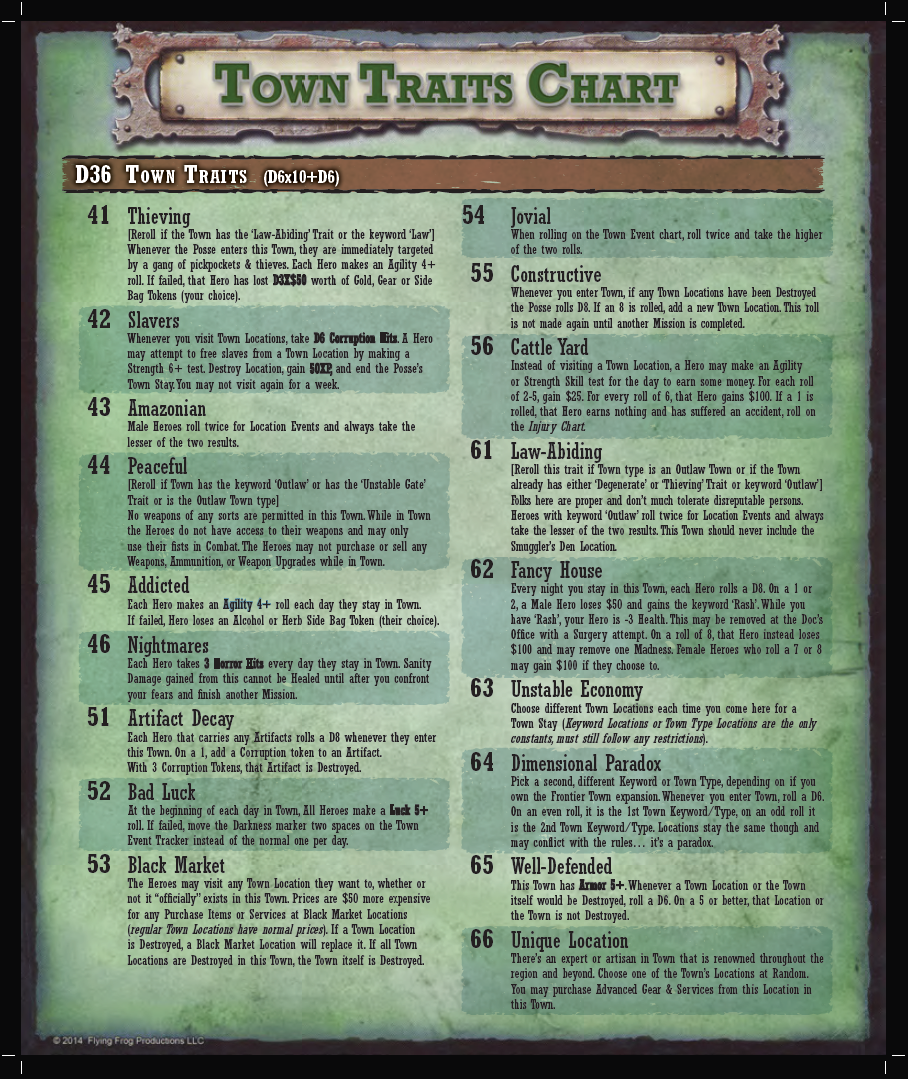 Town Traits Chart
D36 Town Traits (D6x10+D6)
41 Thieving
[Reroll if the Town has the ‘Law-Abiding’ Trait or the keyword ‘Law’]
Whenever the Posse enters this Town, they are immediately targeted
by a gang of pickpockets & thieves. Each Hero makes an Agility 4+
roll. If failed, that Hero has lost D3X$50 worth of Gold, Gear or Side
Bag Tokens (your choice).
42 Slavers
Whenever you visit Town Locations, take D6 Corruption Hits. A Hero
may attempt to free slaves from a Town Location by making a
Strength 6+ test. Destroy Location, gain 50XP, and end the Posse’s
Town Stay. You may not visit again for a week.
43 Amazonian
Male Heroes roll twice for Location Events and always take the
lesser of the two results.
44 Peaceful
[Reroll if Town has the keyword ‘Outlaw’ or has the ‘Unstable Gate’
Trait or is the Outlaw Town type]
No weapons of any sorts are permitted in this Town. While in Town
the Heroes do not have access to their weapons and may only
use their fists in Combat. The Heroes may not purchase or sell any
Weapons, Ammunition, or Weapon Upgrades while in Town.
45 Addicted
Each Hero makes an Agility 4+ roll each day they stay in Town.
If failed, Hero loses an Alcohol or Herb Side Bag Token (their choice).
46 Nightmares
Each Hero takes 3 Horror Hits every day they stay in Town. Sanity
Damage gained from this cannot be Healed until after you confront
your fears and finish another Mission.
51 Artifact Decay
Each Hero that carries any Artifacts rolls a D8 whenever they enter
this Town. On a 1, add a Corruption token to an Artifact.
With 3 Corruption Tokens, that Artifact is Destroyed.
52 Bad Luck
At the beginning of each day in Town, All Heroes make a Luck 5+
roll. If failed, move the Darkness marker two spaces on the Town
Event Tracker instead of the normal one per day.
53 Black Market
The Heroes may visit any Town Location they want to, whether or
not it “officially” exists in this Town. Prices are $50 more expensive
for any Purchase Items or Services at Black Market Locations
(regular Town Locations have normal prices). If a Town Location
is Destroyed, a Black Market Location will replace it. If all Town
Locations are Destroyed in this Town, the Town itself is Destroyed.
54 Jovial
When rolling on the Town Event chart, roll twice and take the higher
of the two rolls.
55 Constructive
Whenever you enter Town, if any Town Locations have been Destroyed
the Posse rolls D8. If an 8 is rolled, add a new Town Location. This roll
is not made again until another Mission is completed.
56 Cattle Yard
Instead of visiting a Town Location, a Hero may make an Agility
or Strength Skill test for the day to earn some money. For each roll
of 2-5, gain $25. For every roll of 6, that Hero gains $100. If a 1 is
rolled, that Hero earns nothing and has suffered an accident, roll on
the Injury Chart.
61 Law-Abiding
[Reroll this trait if Town type is an Outlaw Town or if the Town
already has either ‘Degenerate’ or ‘Thieving’ Trait or keyword ‘Outlaw’]
Folks here are proper and don’t much tolerate disreputable persons.
Heroes with keyword ‘Outlaw’ roll twice for Location Events and always
take the lesser of the two results. This Town should never include the
Smuggler’s Den Location.
62 Fancy House
Every night you stay in this Town, each Hero rolls a D8. On a 1 or
2, a Male Hero loses $50 and gains the keyword ‘Rash’. While you
have ‘Rash’, your Hero is -3 Health. This may be removed at the Doc’s
Office with a Surgery attempt. On a roll of 8, that Hero instead loses
$100 and may remove one Madness. Female Heroes who roll a 7 or 8
may gain $100 if they choose to.
63 Unstable Economy
Choose different Town Locations each time you come here for a
Town Stay (Keyword Locations or Town Type Locations are the only
constants, must still follow any restrictions).
64 Dimensional Paradox
Pick a second, different Keyword or Town Type, depending on if you
own the Frontier Town expansion. Whenever you enter Town, roll a D6.
On an even roll, it is the 1st Town Keyword/Type, on an odd roll it
is the 2nd Town Keyword/Type. Locations stay the same though and
may conflict with the rules… it’s a paradox.
65 Well-Defended
This Town has Armor 5+. Whenever a Town Location or the Town
itself would be Destroyed, roll a D6. On a 5 or better, that Location or
the Town is not Destroyed.
66 Unique Location
There’s an expert or artisan in Town that is renowned throughout the
region and beyond. Choose one of the Town’s Locations at Random.
You may purchase Advanced Gear & Services from this Location in
this Town.
© 2014 Flying Frog Productions LLC